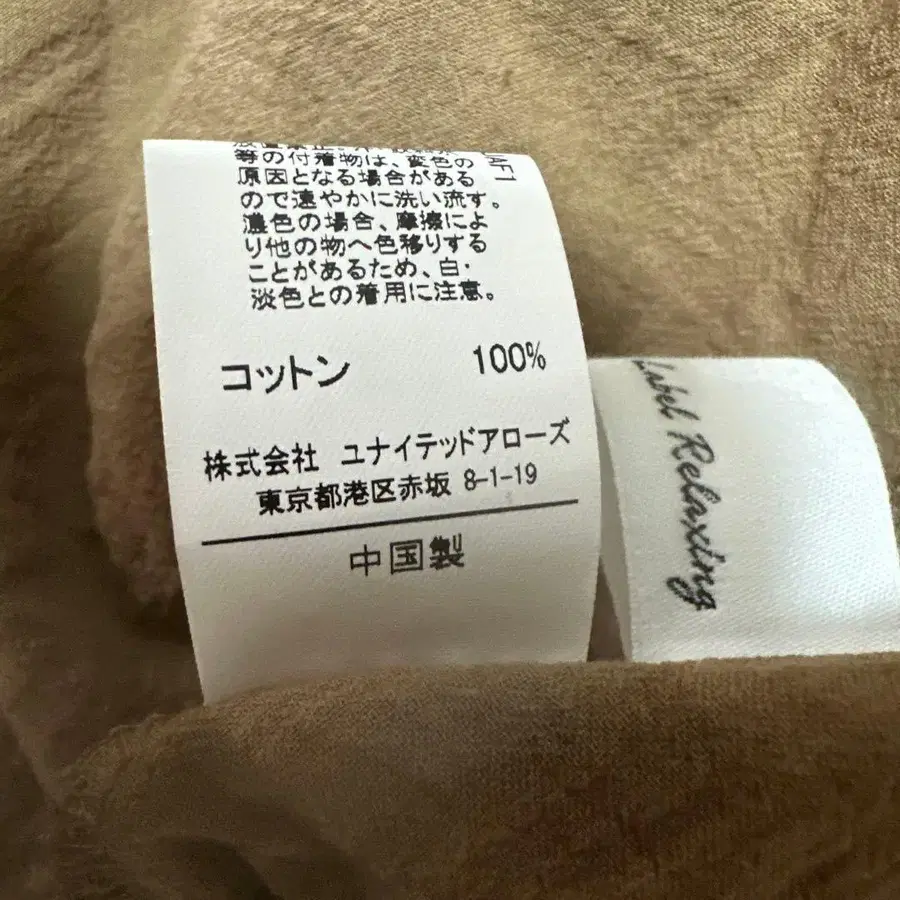 等の付着物は、変色の
原因となる場合がある
ので速やかに洗い流す。
濃色の場合、摩擦によ
り他の物へ色移りする
ことがあるため、白・
淡色との着用に注意。
コットン 100%
株式会社 ユナイテッドアローズ
東京都港区赤坂 8-1-19
中国製
Label Relaxing